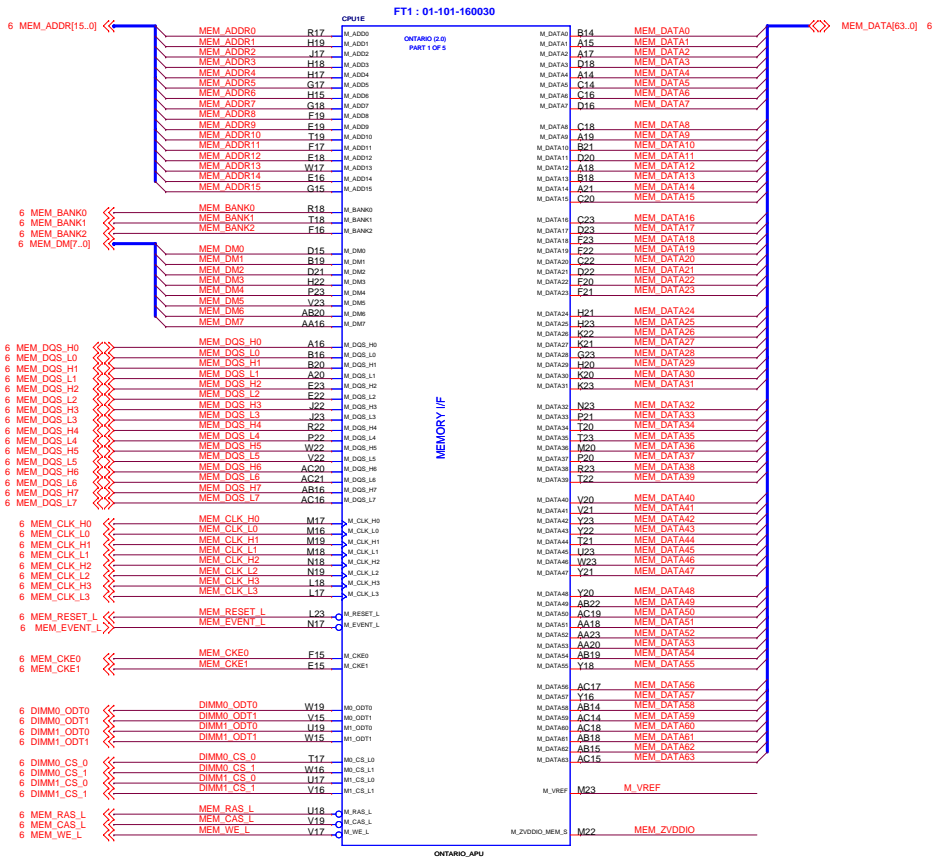 FT1 : 01-101-160030
CPU1E
ONTARIO (2.0)
PART 1 OF 5
MEMORY I/F
6 MEM_ADDR[15..0]
MEM_ADDR0 R17 M_ADD0
MEM_ADDR1 H19 M_ADD1
MEM_ADDR2 J17 M_ADD2
MEM_ADDR3 H18 M_ADD3
MEM_ADDR4 H17 M_ADD4
MEM_ADDR5 G17 M_ADD5
MEM_ADDR6 H15 M_ADD6
MEM_ADDR7 G18 M_ADD7
MEM_ADDR8 F19 M_ADD8
MEM_ADDR9 E19 M_ADD9
MEM_ADDR10 T19 M_ADD10
MEM_ADDR11 F17 M_ADD11
MEM_ADDR12 E18 M_ADD12
MEM_ADDR13 W17 M_ADD13
MEM_ADDR14 E16 M_ADD14
MEM_ADDR15 G15 M_ADD15
6 MEM_BANK0 MEM_BANK0 R18 M_BANK0
6 MEM_BANK1 MEM_BANK1 T18 M_BANK1
6 MEM_BANK2 MEM_BANK2 F16 M_BANK2
6 MEM_DM[7..0]
MEM_DM0 D15 M_DM0
MEM_DM1 B19 M_DM1
MEM_DM2 D21 M_DM2
MEM_DM3 H22 M_DM3
MEM_DM4 P23 M_DM4
MEM_DM5 V23 M_DM5
MEM_DM6 AB20 M_DM6
MEM_DM7 AA16 M_DM7
6 MEM_DQS_H0 MEM_DQS_H0 A16 M_DQS_H0
6 MEM_DQS_L0 MEM_DQS_L0 B16 M_DQS_L0
6 MEM_DQS_H1 MEM_DQS_H1 B20 M_DQS_H1
6 MEM_DQS_L1 MEM_DQS_L1 A20 M_DQS_L1
6 MEM_DQS_H2 MEM_DQS_H2 E23 M_DQS_H2
6 MEM_DQS_L2 MEM_DQS_L2 E22 M_DQS_L2
6 MEM_DQS_H3 MEM_DQS_H3 J22 M_DQS_H3
6 MEM_DQS_L3 MEM_DQS_L3 J23 M_DQS_L3
6 MEM_DQS_H4 MEM_DQS_H4 R22 M_DQS_H4
6 MEM_DQS_L4 MEM_DQS_L4 P22 M_DQS_L4
6 MEM_DQS_H5 MEM_DQS_H5 W22 M_DQS_H5
6 MEM_DQS_L5 MEM_DQS_L5 V22 M_DQS_L5
6 MEM_DQS_H6 MEM_DQS_H6 AC20 M_DQS_H6
6 MEM_DQS_L6 MEM_DQS_L6 AC21 M_DQS_L6
6 MEM_DQS_H7 MEM_DQS_H7 AB16 M_DQS_H7
6 MEM_DQS_L7 MEM_DQS_L7 AC16 M_DQS_L7
6 MEM_CLK_H0 MEM_CLK_H0 M17 M_CLK_H0
6 MEM_CLK_L0 MEM_CLK_L0 M16 M_CLK_L0
6 MEM_CLK_H1 MEM_CLK_H1 M19 M_CLK_H1
6 MEM_CLK_L1 MEM_CLK_L1 M18 M_CLK_L1
6 MEM_CLK_H2 MEM_CLK_H2 N18 M_CLK_H2
6 MEM_CLK_L2 MEM_CLK_L2 N19 M_CLK_L2
6 MEM_CLK_H3 MEM_CLK_H3 L18 M_CLK_H3
6 MEM_CLK_L3 MEM_CLK_L3 L17 M_CLK_L3
6 MEM_RESET_L MEM_RESET_L L23 M_RESET_L
6 MEM_EVENT_L MEM_EVENT_L N17 M_EVENT_L
6 MEM_CKE0 MEM_CKE0 F15 M_CKE0
6 MEM_CKE1 MEM_CKE1 E15 M_CKE1
6 DIMM0_ODT0 DIMM0_ODT0 W19 M0_ODT0
6 DIMM0_ODT1 DIMM0_ODT1 V15 M0_ODT1
6 DIMM1_ODT0 DIMM1_ODT0 U19 M1_ODT0
6 DIMM1_ODT1 DIMM1_ODT1 W15 M1_ODT1
6 DIMM0_CS_0 DIMM0_CS_0 T17 M0_CS_L0
6 DIMM0_CS_1 DIMM0_CS_1 W16 M0_CS_L1
6 DIMM1_CS_0 DIMM1_CS_0 U17 M1_CS_L0
6 DIMM1_CS_1 DIMM1_CS_1 V16 M1_CS_L1
6 MEM_RAS_L MEM_RAS_L U18 M_RAS_L
6 MEM_CAS_L MEM_CAS_L V19 M_CAS_L
6 MEM_WE_L MEM_WE_L V17 M_WE_L
MEM_DATA[63..0] 6
M_DATA0 B14 MEM_DATA0
M_DATA1 A15 MEM_DATA1
M_DATA2 A17 MEM_DATA2
M_DATA3 D18 MEM_DATA3
M_DATA4 A14 MEM_DATA4
M_DATA5 C14 MEM_DATA5
M_DATA6 C16 MEM_DATA6
M_DATA7 D16 MEM_DATA7
M_DATA8 C18 MEM_DATA8
M_DATA9 A19 MEM_DATA9
M_DATA10 B21 MEM_DATA10
M_DATA11 D20 MEM_DATA11
M_DATA12 A18 MEM_DATA12
M_DATA13 B18 MEM_DATA13
M_DATA14 A21 MEM_DATA14
M_DATA15 C20 MEM_DATA15
M_DATA16 C23 MEM_DATA16
M_DATA17 D23 MEM_DATA17
M_DATA18 F23 MEM_DATA18
M_DATA19 F22 MEM_DATA19
M_DATA20 C22 MEM_DATA20
M_DATA21 D22 MEM_DATA21
M_DATA22 F20 MEM_DATA22
M_DATA23 F21 MEM_DATA23
M_DATA24 H21 MEM_DATA24
M_DATA25 H23 MEM_DATA25
M_DATA26 K22 MEM_DATA26
M_DATA27 K21 MEM_DATA27
M_DATA28 G23 MEM_DATA28
M_DATA29 H20 MEM_DATA29
M_DATA30 K20 MEM_DATA30
M_DATA31 K23 MEM_DATA31
M_DATA32 N23 MEM_DATA32
M_DATA33 P21 MEM_DATA33
M_DATA34 T20 MEM_DATA34
M_DATA35 T23 MEM_DATA35
M_DATA36 M20 MEM_DATA36
M_DATA37 P20 MEM_DATA37
M_DATA38 R23 MEM_DATA38
M_DATA39 T22 MEM_DATA39
M_DATA40 V20 MEM_DATA40
M_DATA41 V21 MEM_DATA41
M_DATA42 Y23 MEM_DATA42
M_DATA43 Y22 MEM_DATA43
M_DATA44 T21 MEM_DATA44
M_DATA45 U23 MEM_DATA45
M_DATA46 W23 MEM_DATA46
M_DATA47 Y21 MEM_DATA47
M_DATA48 Y20 MEM_DATA48
M_DATA49 AB22 MEM_DATA49
M_DATA50 AC19 MEM_DATA50
M_DATA51 AA18 MEM_DATA51
M_DATA52 AA23 MEM_DATA52
M_DATA53 AA20 MEM_DATA53
M_DATA54 AB19 MEM_DATA54
M_DATA55 Y18 MEM_DATA55
M_DATA56 AC17 MEM_DATA56
M_DATA57 Y16 MEM_DATA57
M_DATA58 AB14 MEM_DATA58
M_DATA59 AC14 MEM_DATA59
M_DATA60 AC18 MEM_DATA60
M_DATA61 AB18 MEM_DATA61
M_DATA62 AB15 MEM_DATA62
M_DATA63 AC15 MEM_DATA63
M_VREF M23 M_VREF
M_ZVDDIO_MEM_S M22 MEM_ZVDDIO
ONTARIO_APU